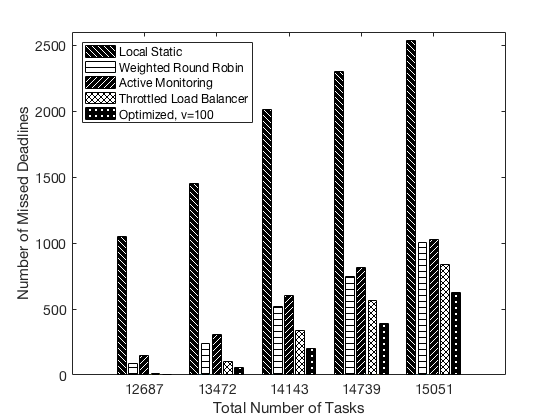 Local Static
Weighted Round Robin
Active Monitoring
Throttled Load Balancer
Optimized, v=100
Number of Missed Deadlines
2500
2000
1500
1000
500
0
12687 13472 14143 14739 15051
Total Number of Tasks